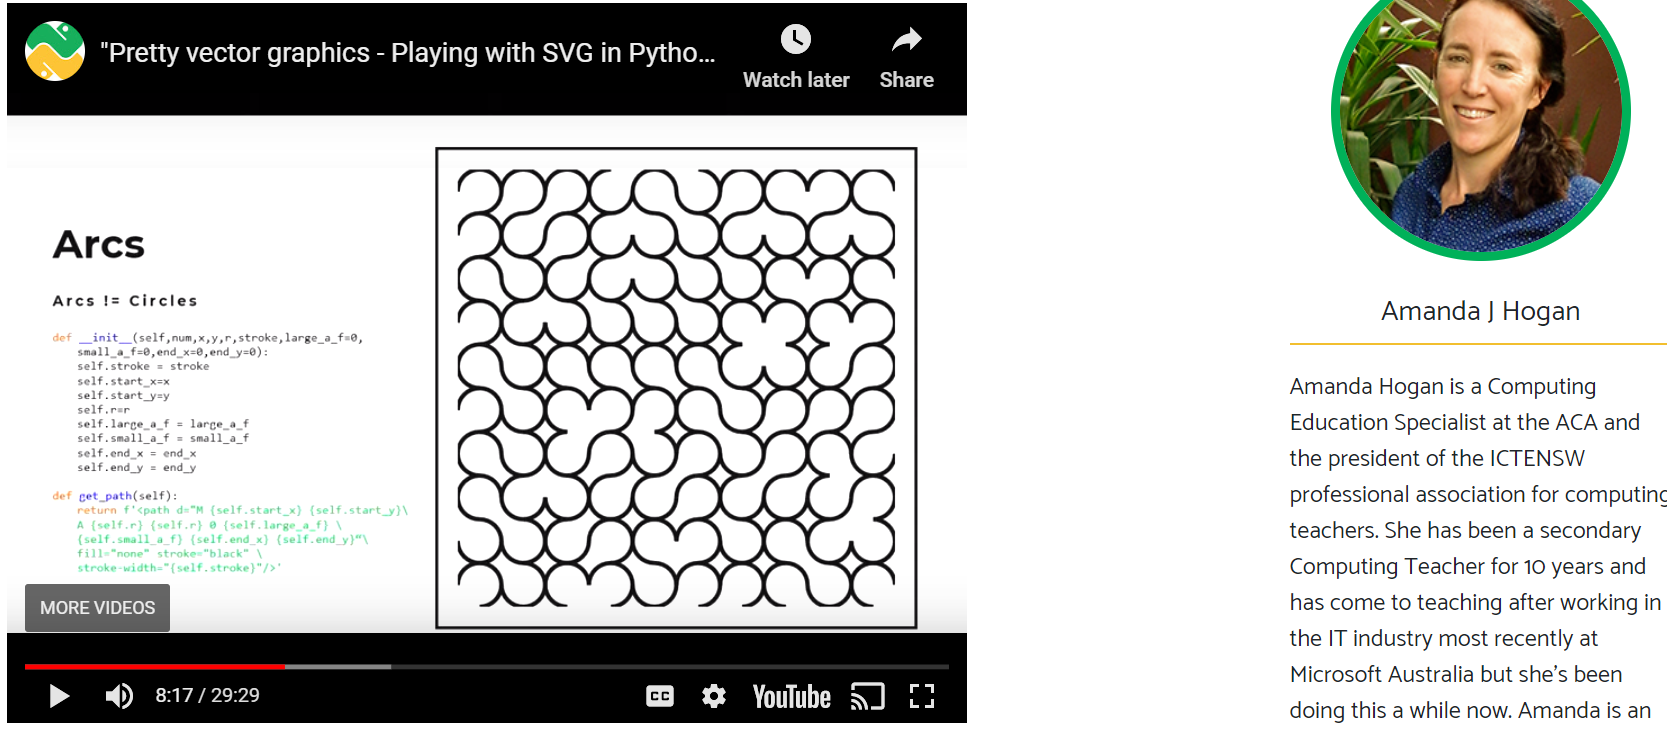 "Pretty vector graphics - Playing with SVG in Pytho...
Watch later
Share
Arcs
Arcs != Circles
def __init__(self,num,x,y,r,stroke,large_a_f=0,
small_a_f=0,end_x=0,end_y=0):
self.stroke = stroke
self.start_x=x
self.start_y=y
self.r=r
self.large_a_f = large_a_f
self.small_a_f = small_a_f
self.end_x = end_x
self.end_y = end_y
def get_path(self):
return f'<path d="M {self.start_x} {self.start_y}\
A {self.r} {self.r} 0 {self.large_a_f} \
{self.small_a_f} {self.end_x} {self.end_y}"\
fill="none" stroke="black" \
stroke-width="{self.stroke}"/>'
MORE VIDEOS
8:17 / 29:29
CC
YouTube
Amanda J Hogan
Amanda Hogan is a Computing
Education Specialist at the ACA and
the president of the ICTENSW
professional association for computing
teachers. She has been a secondary
Computing Teacher for 10 years and
has come to teaching after working in
the IT industry most recently at
Microsoft Australia but she's been
doing this a while now. Amanda is an